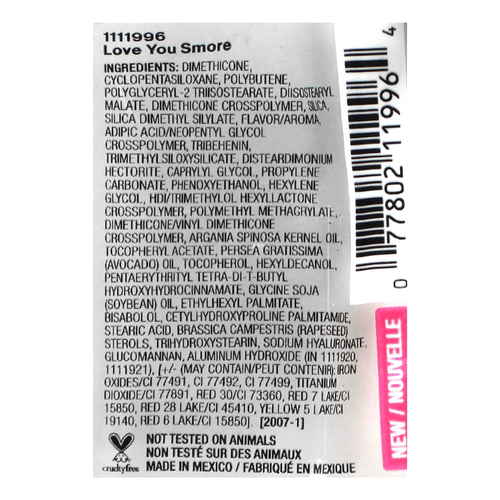 1111996
Love You Smore
INGREDIENTS: DIMETHICONE,
CYCLOPENTASILOXANE, POLYBUTENE,
POLYGLYCERYL-2 TRIISOSTEARATE, DIISOSTEARYL
MALATE, DIMETHICONE CROSSPOLYMER, SILICA,
SILICA DIMETHYL SILYLATE, FLAVOR/AROMA,
ADIPIC ACID/NEOPENTYL GLYCOL
CROSSPOLYMER, TRIBEHENIN,
TRIMETHYLSILOXYSILICATE, DISTEARDIMONIUM
HECTORITE, CAPRYLYL GLYCOL, PROPYLENE
CARBONATE, PHENOXYETHANOL, HEXYLENE
GLYCOL, HDI/TRIMETHYLOL HEXYLLACTONE
CROSSPOLYMER, POLYMETHYL METHACRYLATE,
DIMETHICONE/VINYL DIMETHICONE
CROSSPOLYMER, ARGANIA SPINOSA KERNEL OIL,
TOCOPHERYL ACETATE, PERSEA GRATISSIMA
(AVOCADO) OIL, TOCOPHEROL, HEXYLDECANOL,
PENTAERYTHRITYL TETRA-DI-T-BUTYL
HYDROXYHYDROCINNAMATE, GLYCINE SOJA
(SOYBEAN) OIL, ETHYLHEXYL PALMITATE,
BISABOLOL, CETYLHYDROXYPROLINE PALMITAMIDE,
STEARIC ACID, BRASSICA CAMPESTRIS (RAPESEED)
STEROLS, TRIHYDROXYSTEARIN, SODIUM HYALURONATE,
GLUCOMANNAN, ALUMINUM HYDROXIDE (IN 1111920,
1111921). [+/- (MAY CONTAIN/PEUT CONTENIR): IRON
OXIDES/CI 77491, CI 77492, CI 77499, TITANIUM
DIOXIDE/CI 77891, RED 30/CI 73360, RED 7 LAKE/CI
15850, RED 28 LAKE/CI 45410, YELLOW 5 LAKE/CI
19140, RED 6 LAKE/CI 15850]. [2007-1]
crueltyfree
NOT TESTED ON ANIMALS
NON TESTÉ SUR DES ANIMAUX
MADE IN MEXICO / FABRIQUÉ EN MEXIQUE
0 77802 11996 4
NEW / NOUVELLE